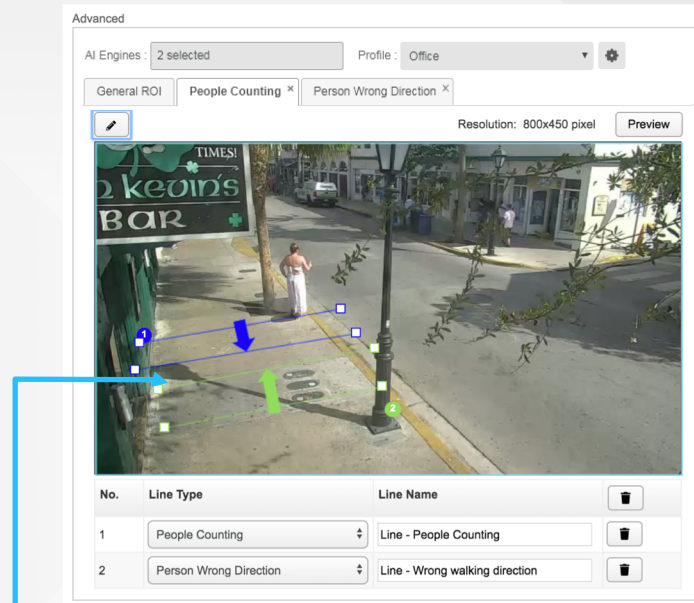 Advanced
AI Engines : 2 selected Profile : Office
General ROI People Counting × Person Wrong Direction ×
Resolution: 800x450 pixel Preview
TIMES!
kevin's
BAR
1
2
No. Line Type Line Name
1 People Counting Line - People Counting
2 Person Wrong Direction Line - Wrong walking direction